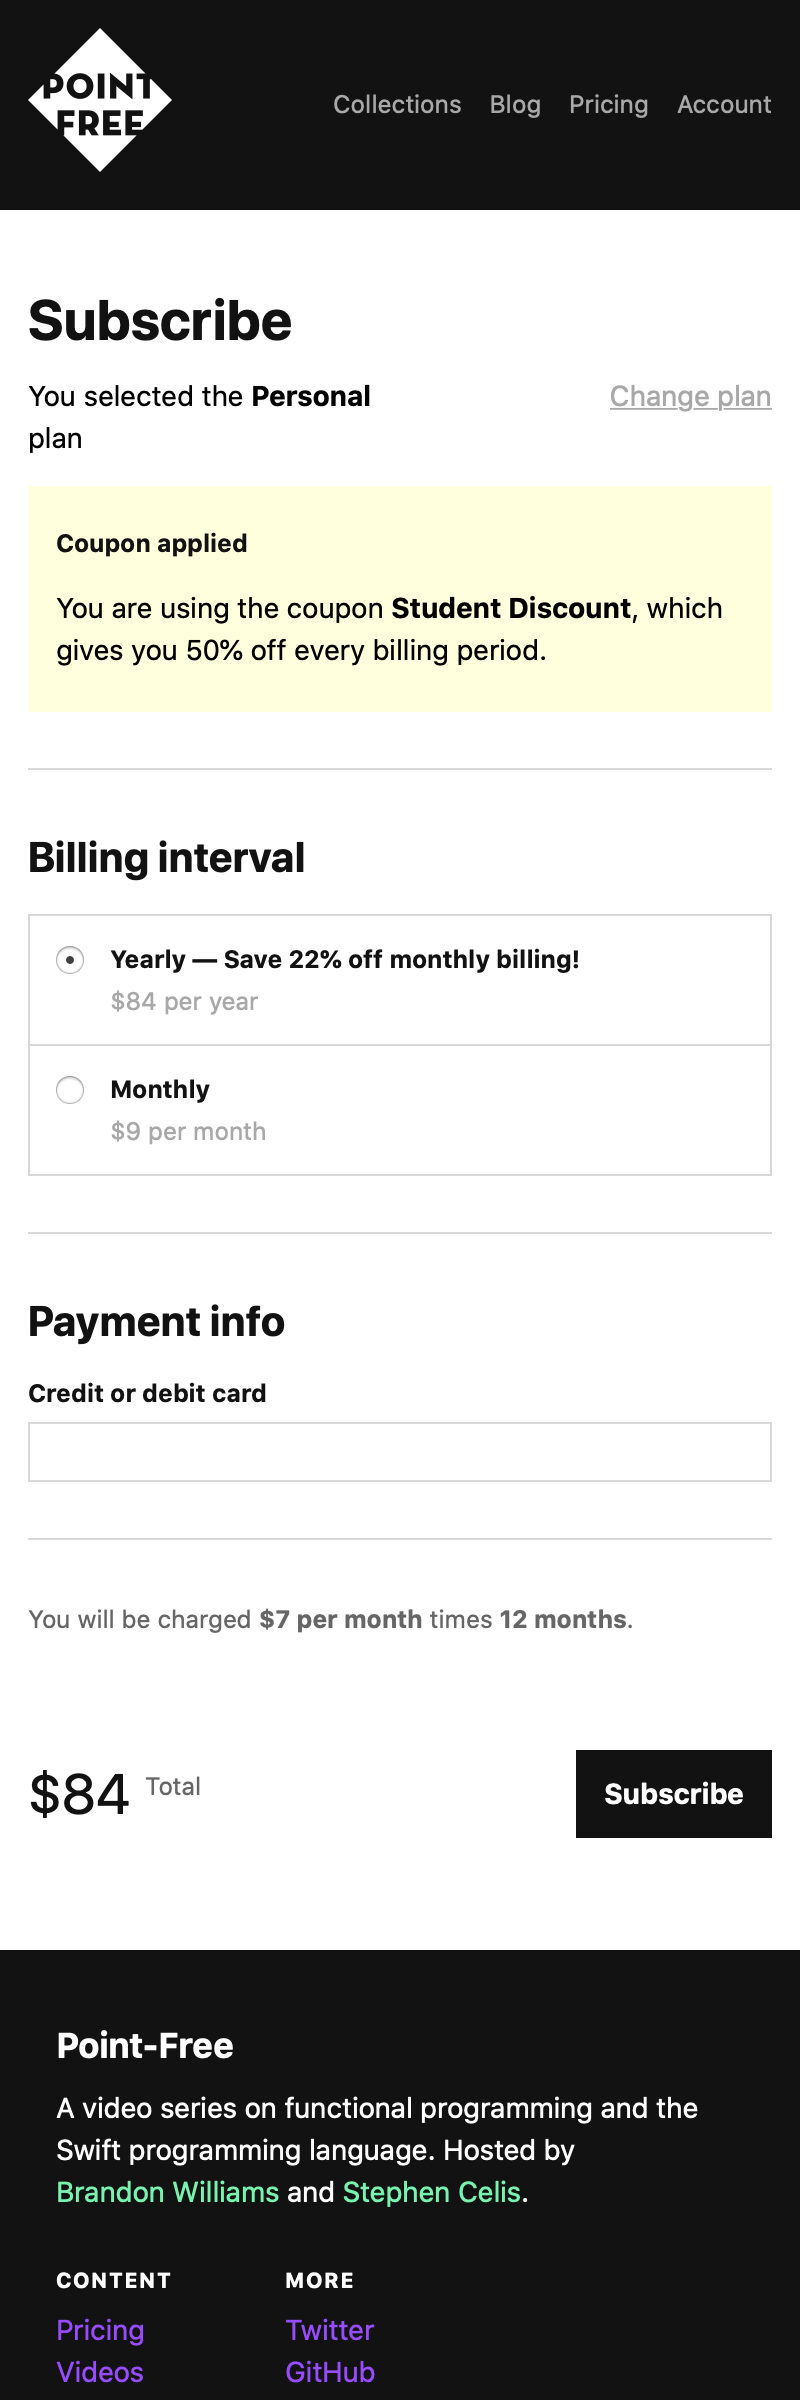 POINT
FREE
Collections Blog Pricing Account
Subscribe
You selected the Personal Change plan
plan
Coupon applied
You are using the coupon Student Discount, which
gives you 50% off every billing period.
Billing interval
Yearly — Save 22% off monthly billing!
$84 per year
Monthly
$9 per month
Payment info
Credit or debit card
You will be charged $7 per month times 12 months.
$84 Total Subscribe
Point-Free
A video series on functional programming and the
Swift programming language. Hosted by
Brandon Williams and Stephen Celis.
CONTENT MORE
Pricing Twitter
Videos GitHub